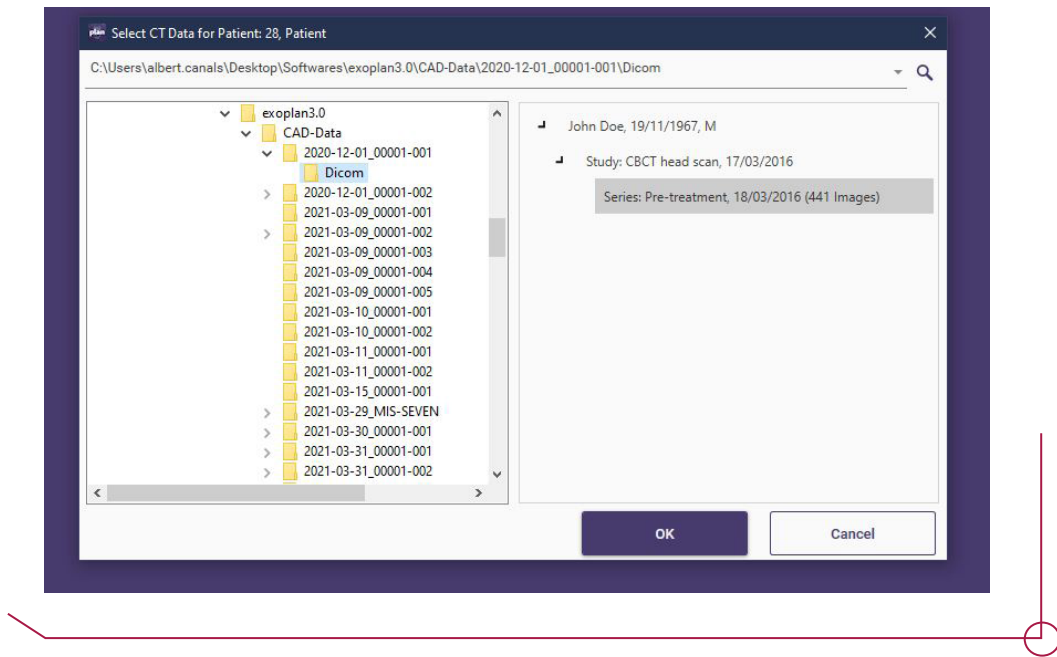 plan Select CT Data for Patient: 28, Patient
C:\Users\albert.canals\Desktop\Softwares\exoplan3.0\CAD-Data\2020-12-01_00001-001\Dicom
exoplan3.0
CAD-Data
2020-12-01_00001-001
Dicom
2020-12-01_00001-002
2021-03-09_00001-001
2021-03-09_00001-002
2021-03-09_00001-003
2021-03-09_00001-004
2021-03-09_00001-005
2021-03-10_00001-001
2021-03-10_00001-002
2021-03-11_00001-001
2021-03-11_00001-002
2021-03-15_00001-001
2021-03-29_MIS-SEVEN
2021-03-30_00001-001
2021-03-31_00001-001
2021-03-31_00001-002
John Doe, 19/11/1967, M
Study: CBCT head scan, 17/03/2016
Series: Pre-treatment, 18/03/2016 (441 Images)
OK
Cancel